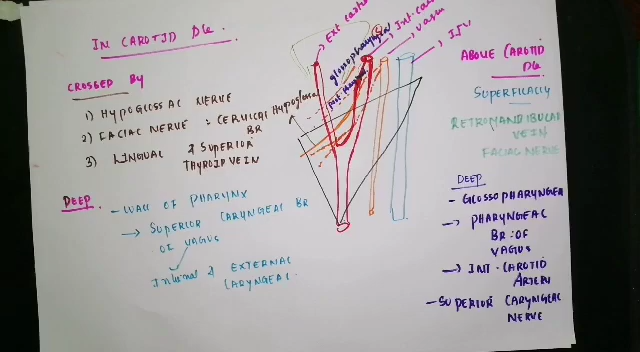 IN CAROTID Δle
CROSSED BY
1) HYPOGLOSSAL NERVE
2) FACIAL NERVE : CERVICAL BR
3) LINGUAL & SUPERIOR THYROID VEIN
DEEP
- WALL OF PHARYNX
→ SUPERIOR LARYNGEAL BR
OF VAGUS
Internal & EXTERNAL
LARYNGEAL
Ext
Int-
vagus
IJV
glossopharyngeal
Hypoglossal
ABOVE CAROTID
Δle
SUPERFICIALLY
RETROMANDIBULAR
VEIN
FACIAL NERVE
DEEP
- GLOSSOPHARYNGEAL
→ PHARYNGEAL
BR: OF
VAGUS
→ INT-CAROTID
ARTERY
- SUPERIOR LARYNGEAL
NERVE